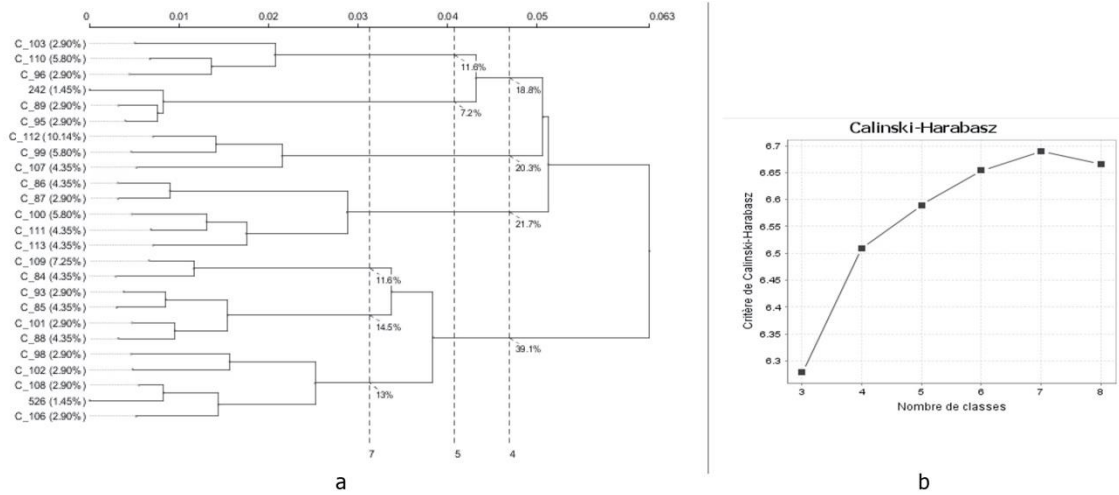 0 0.01 0.02 0.03 0.04 0.05 0.063
C_103 (2.90%)
C_110 (5.80%)
C_96 (2.90%)
242 (1.45%)
C_89 (2.90%)
C_95 (2.90%)
C_112 (10.14%)
C_99 (5.80%)
C_107 (4.35%)
C_86 (4.35%)
C_87 (2.90%)
C_100 (5.80%)
C_111 (4.35%)
C_113 (4.35%)
C_109 (7.25%)
C_84 (4.35%)
C_93 (2.90%)
C_85 (4.35%)
C_101 (2.90%)
C_88 (4.35%)
C_98 (2.90%)
C_102 (2.90%)
C_108 (2.90%)
526 (1.45%)
C_106 (2.90%)
11.6%
18.8%
7.2%
20.3%
21.7%
11.6%
14.5%
39.1%
13%
7 5 4
a
Calinski-Harabasz
Critère de Calinski-Harabasz
6.7
6.65
6.6
6.55
6.5
6.45
6.4
6.35
6.3
3 4 5 6 7 8
Nombre de classes
b